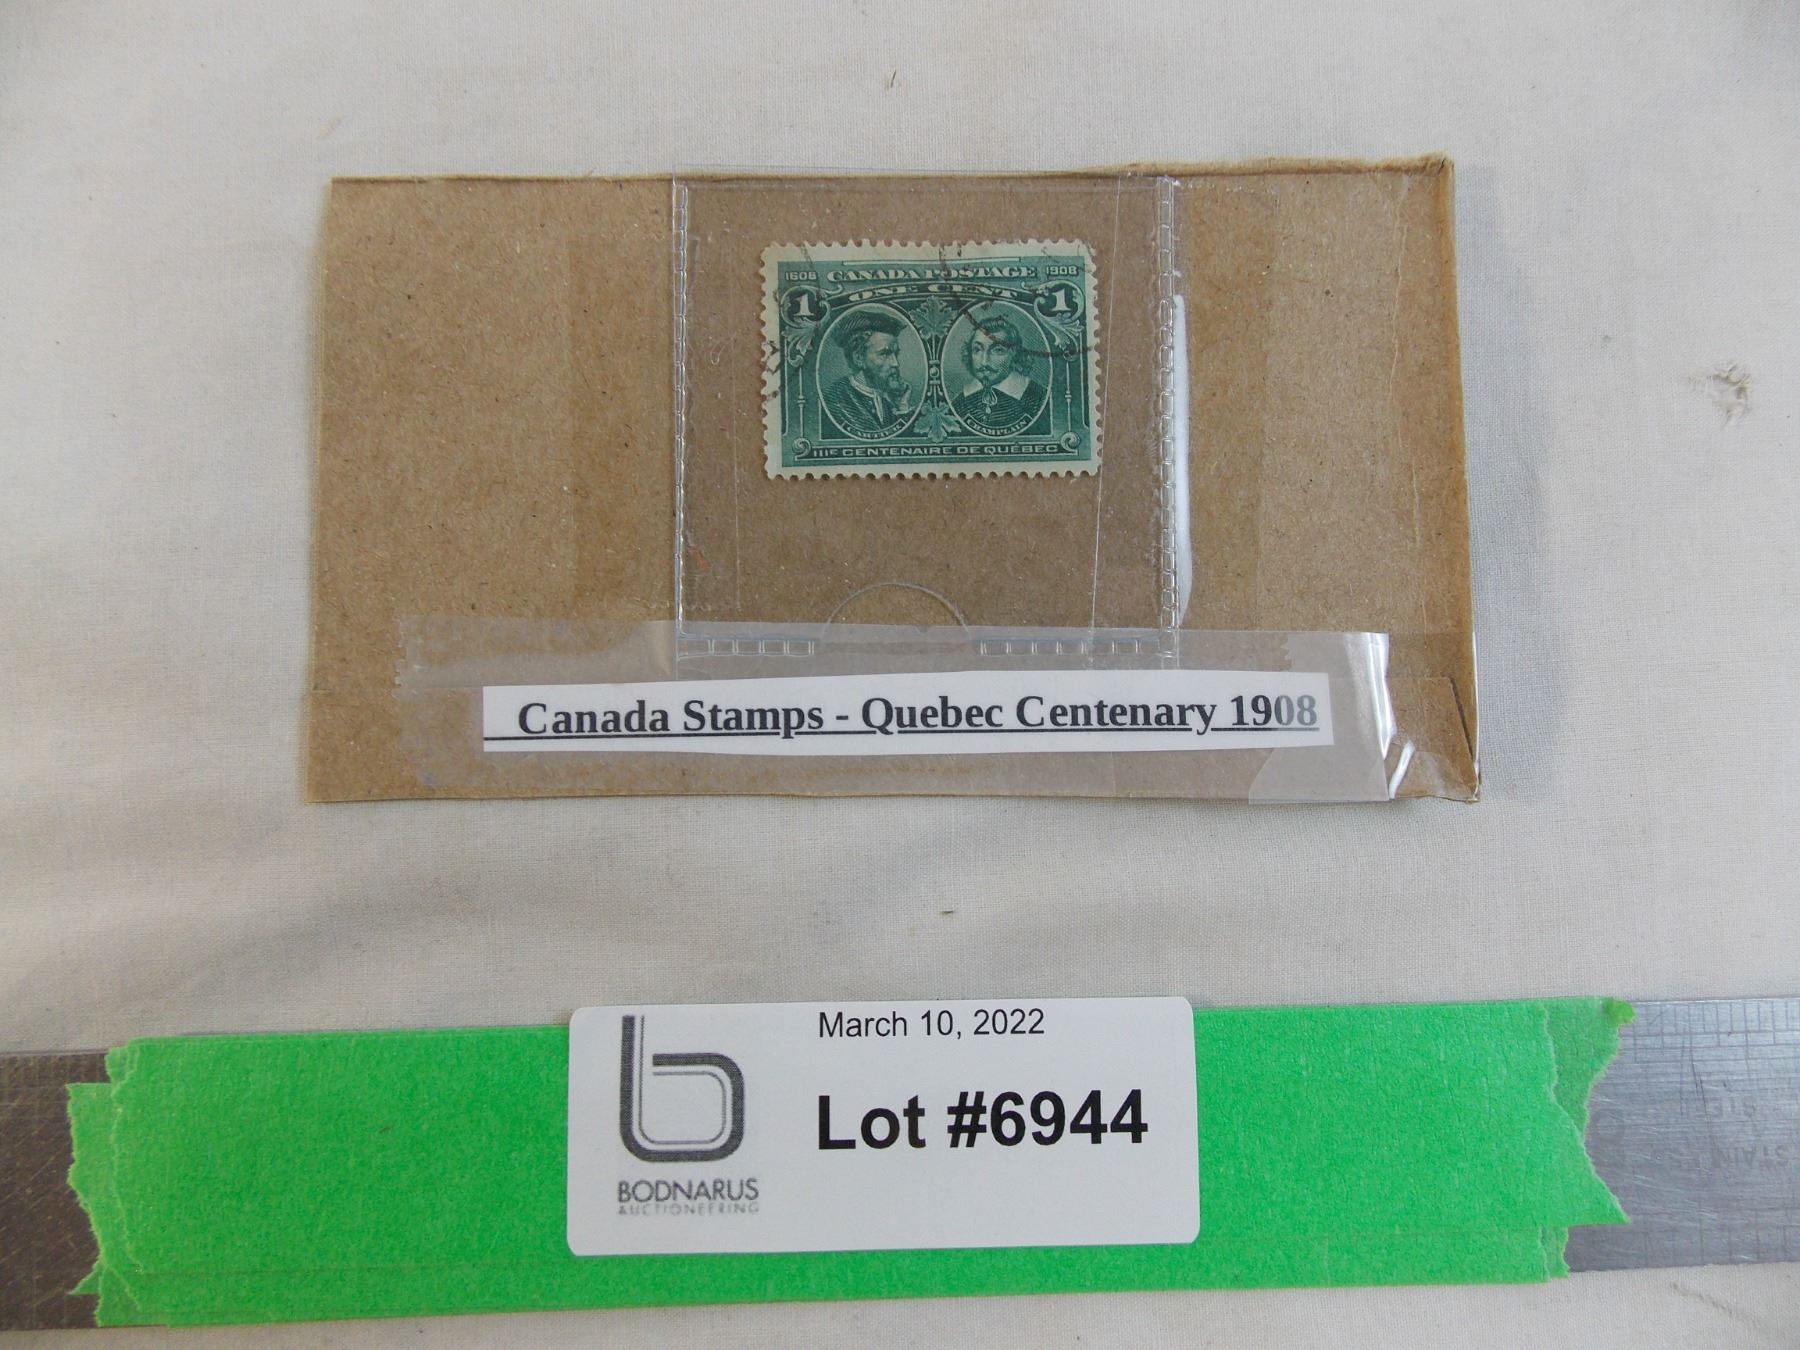 1608 CANADA POSTAGE 1908
ONE CENT
1 1
CARTIER CHAMPLAIN
IIIE CENTENAIRE DE QUÉBEC
Canada Stamps - Quebec Centenary 1908
March 10, 2022
Lot #6944
BODNARUS
AUCTIONEERING